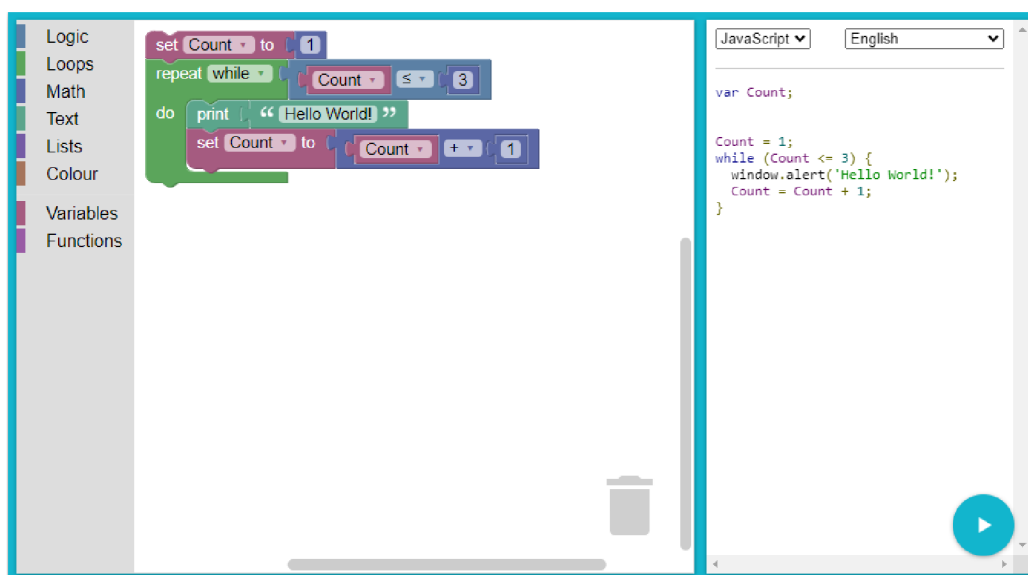 Logic
Loops
Math
Text
Lists
Colour
Variables
Functions
set Count to 1
repeat while Count ≤ 3
do print “ Hello World! ”
set Count to Count + 1
JavaScript English
var Count;
Count = 1;
while (Count <= 3) {
  window.alert('Hello World!');
  Count = Count + 1;
}